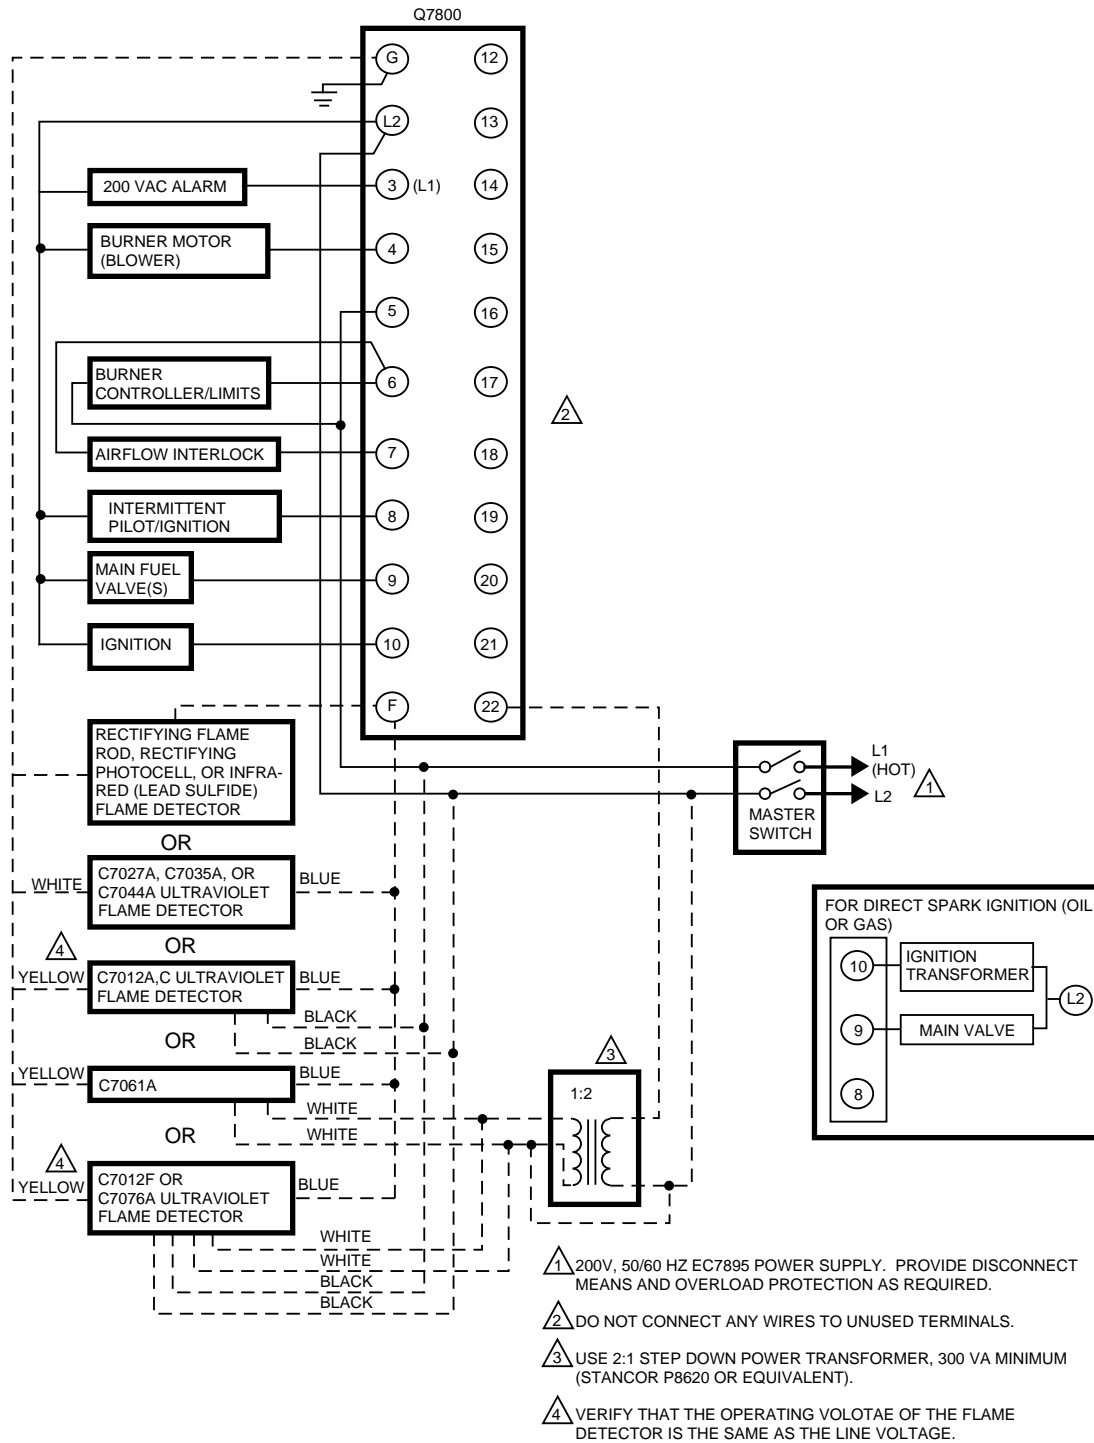 Q7800
G
12
L2
13
200 VAC ALARM
3
(L1)
14
BURNER MOTOR
(BLOWER)
4
15
5
16
BURNER
CONTROLLER/LIMITS
6
17
2
AIRFLOW INTERLOCK
7
18
INTERMITTENT
PILOT/IGNITION
8
19
MAIN FUEL
VALVE(S)
9
20
IGNITION
10
21
F
22
RECTIFYING FLAME
ROD, RECTIFYING
PHOTOCELL, OR INFRA-
RED (LEAD SULFIDE)
FLAME DETECTOR
L1
(HOT)
L2
1
MASTER
SWITCH
OR
WHITE
C7027A, C7035A, OR
C7044A ULTRAVIOLET
FLAME DETECTOR
BLUE
OR
4
YELLOW
C7012A,C ULTRAVIOLET
FLAME DETECTOR
BLUE
BLACK
BLACK
OR
YELLOW
C7061A
BLUE
WHITE
WHITE
OR
3
1:2
4
YELLOW
C7012F OR
C7076A ULTRAVIOLET
FLAME DETECTOR
BLUE
WHITE
WHITE
BLACK
BLACK
FOR DIRECT SPARK IGNITION (OIL
OR GAS)
10
IGNITION
TRANSFORMER
L2
9
MAIN VALVE
8
1 200V, 50/60 HZ EC7895 POWER SUPPLY. PROVIDE DISCONNECT
MEANS AND OVERLOAD PROTECTION AS REQUIRED.
2 DO NOT CONNECT ANY WIRES TO UNUSED TERMINALS.
3 USE 2:1 STEP DOWN POWER TRANSFORMER, 300 VA MINIMUM
(STANCOR P8620 OR EQUIVALENT).
4 VERIFY THAT THE OPERATING VOLOTAE OF THE FLAME
DETECTOR IS THE SAME AS THE LINE VOLTAGE.